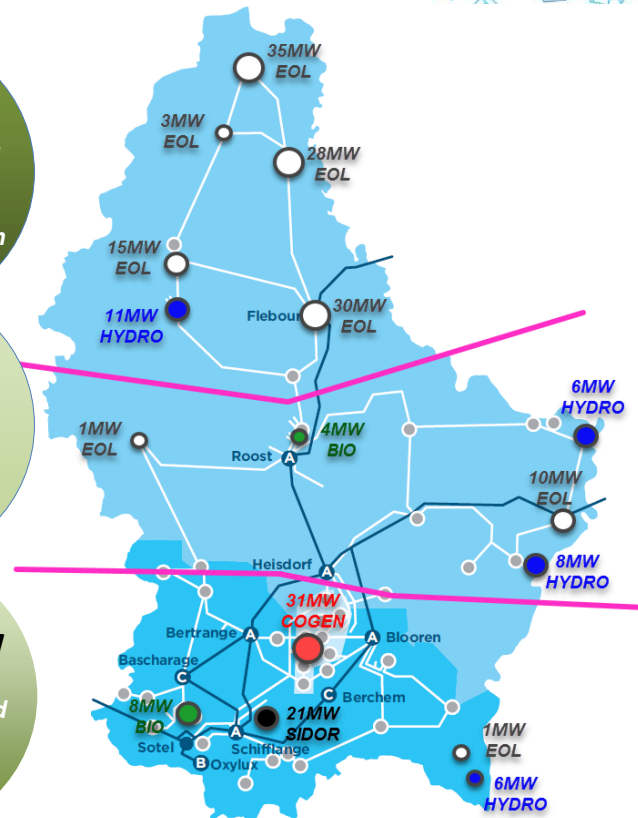 35MW
EOL
3MW
EOL
28MW
EOL
15MW
EOL
11MW
HYDRO
Flebour
30MW
EOL
6MW
HYDRO
1MW
EOL
4MW
BIO
Roost
A
10MW
EOL
Heisdorf
A
8MW
HYDRO
31MW
COGEN
Bertrange
A
A
Blooren
Bascharage
C
C
Berchem
8MW
BIO
21MW
SIDOR
A
Sotel
Schifflange
B
Oxylux
1MW
EOL
6MW
HYDRO